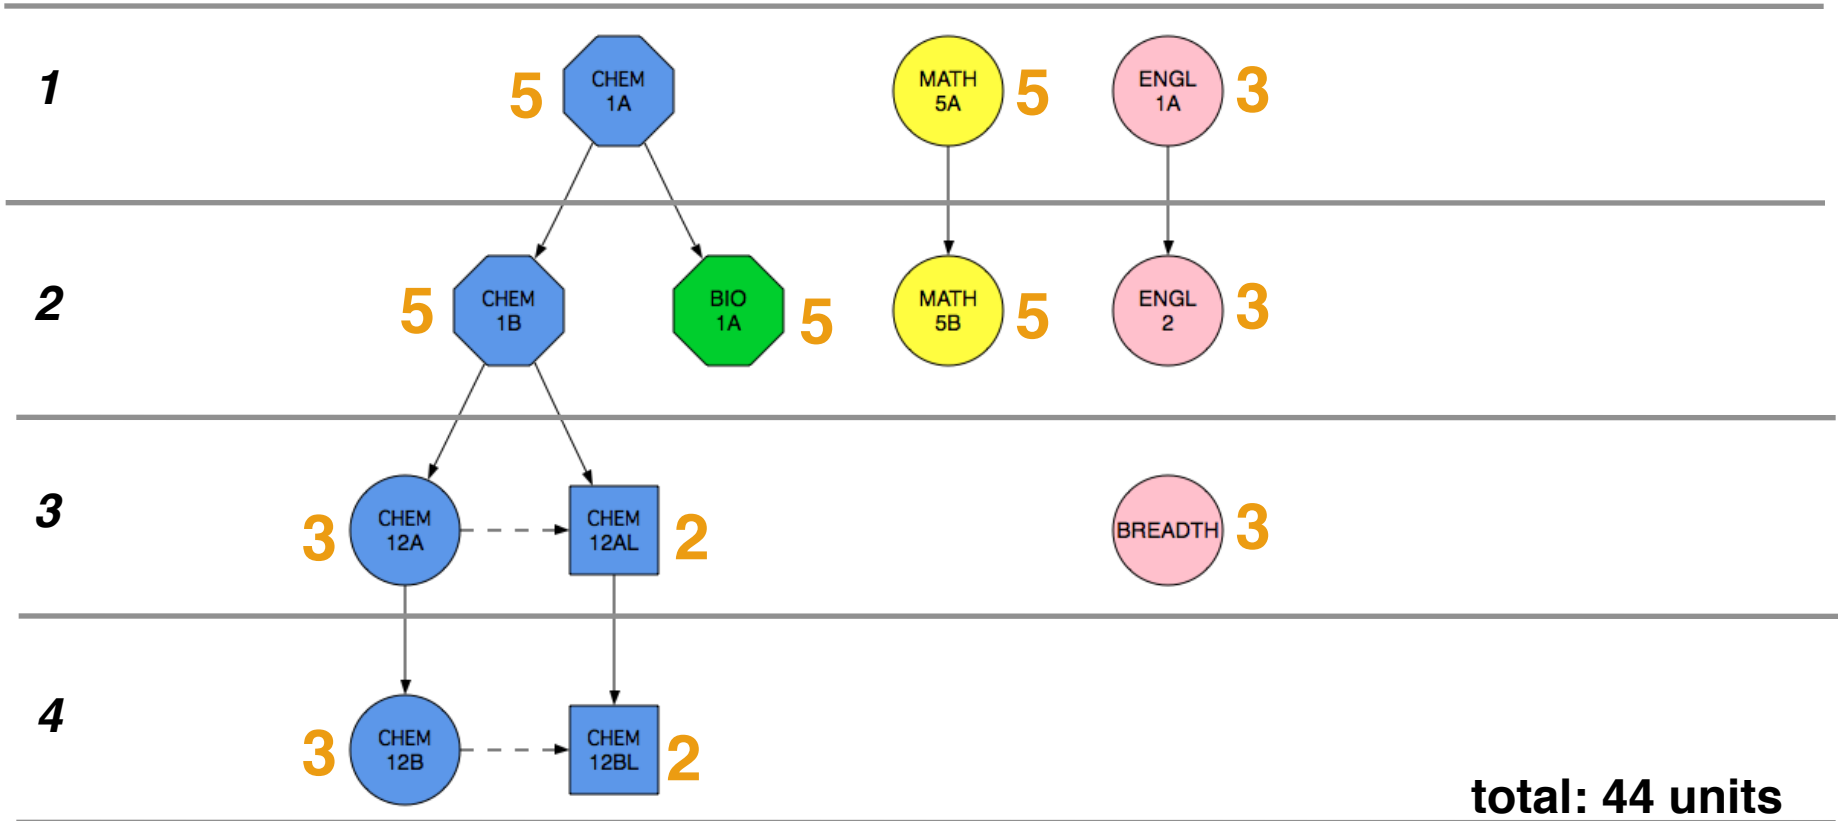 1
5
CHEM
1A
MATH
5A
5
ENGL
1A
3
2
5
CHEM
1B
BIO
1A
5
MATH
5B
5
ENGL
2
3
3
3
CHEM
12A
CHEM
12AL
2
BREADTH
3
4
3
CHEM
12B
CHEM
12BL
2
total: 44 units